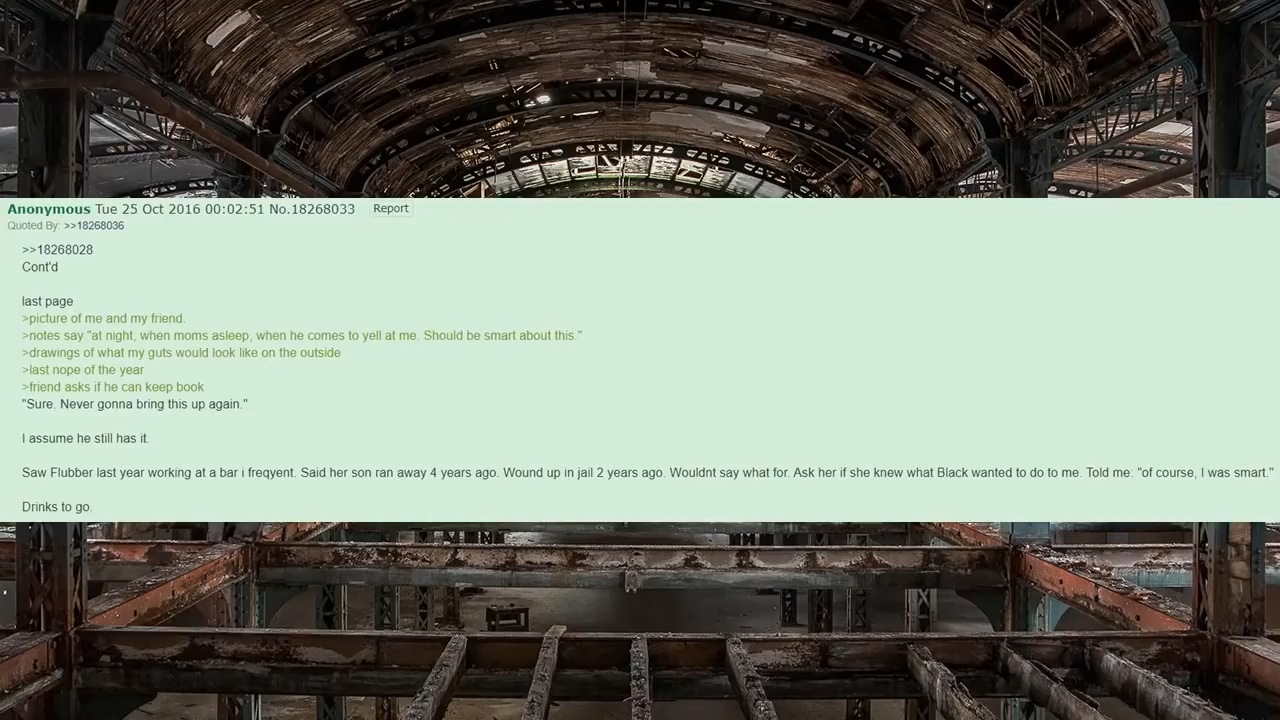 Anonymous Tue 25 Oct 2016 00:02:51 No.18268033 Report
Quoted By: >>18268036
>>18268028
Cont'd
last page
>picture of me and my friend.
>notes say "at night, when moms asleep, when he comes to yell at me. Should be smart about this."
>drawings of what my guts would look like on the outside
>last nope of the year
>friend asks if he can keep book
"Sure. Never gonna bring this up again."
I assume he still has it.
Saw Flubber last year working at a bar i freqyent. Said her son ran away 4 years ago. Wound up in jail 2 years ago. Wouldnt say what for. Ask her if she knew what Black wanted to do to me. Told me: "of course, I was smart."
Drinks to go.